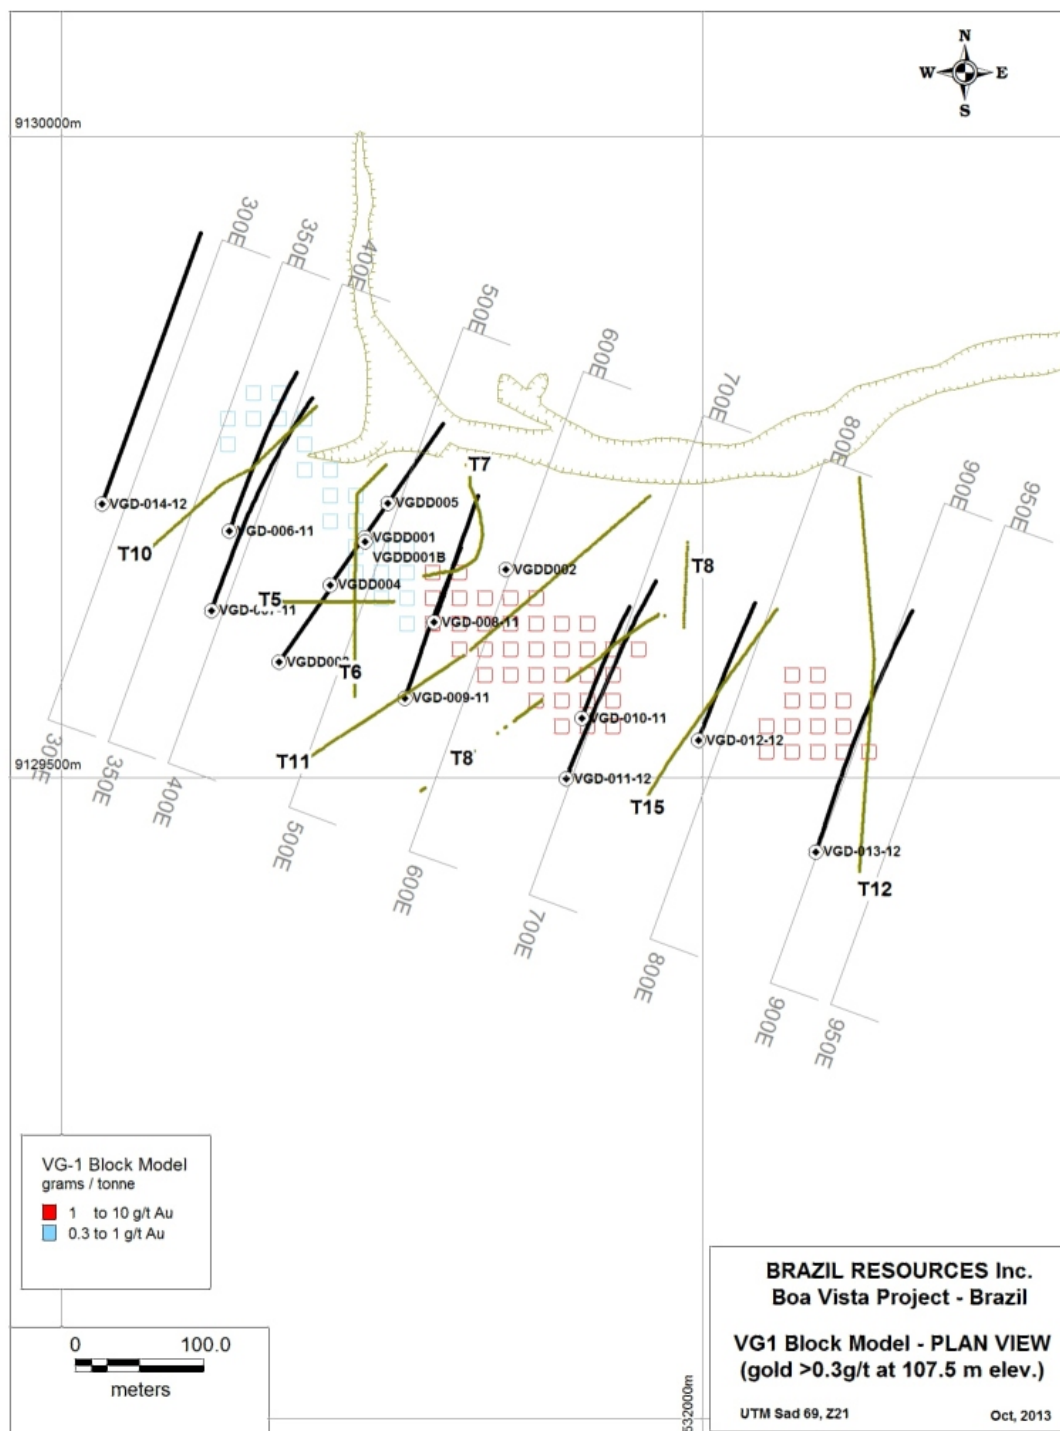 N
W E
S
9130000m
300E
350E
400E
500E
600E
700E
800E
900E
950E
VGD-014-12
VGD-006-11
T10
T7
VGDD005
VGDD001
VGDD001B
VGDD002
VGDD004
T8
T5
VGD-008-11
T6
VGD-009-11
VGD-010-11
VGD-012-12
T11
T8
VGD-011-12
T15
VGD-013-12
T12
9129500m
300E
350E
400E
500E
600E
700E
800E
900E
950E
VG-1 Block Model
grams / tonne
1 to 10 g/t Au
0.3 to 1 g/t Au
0 100.0
meters
532000m
BRAZIL RESOURCES Inc.
Boa Vista Project - Brazil
VG1 Block Model - PLAN VIEW
(gold >0.3g/t at 107.5 m elev.)
UTM Sad 69, Z21
Oct, 2013